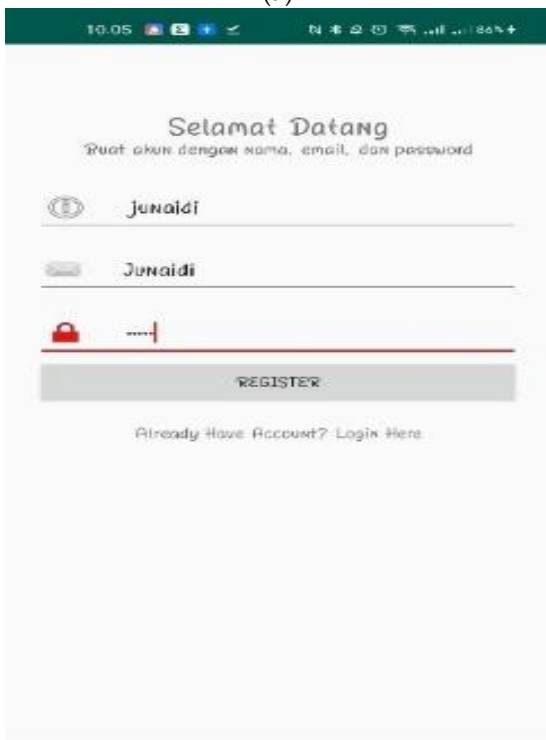 10.05 86%
Selamat Datang
Buat akun dengan nama, email, dan password
junaidi
Junaidi
·····
REGISTER
Already Have Account? Login Here